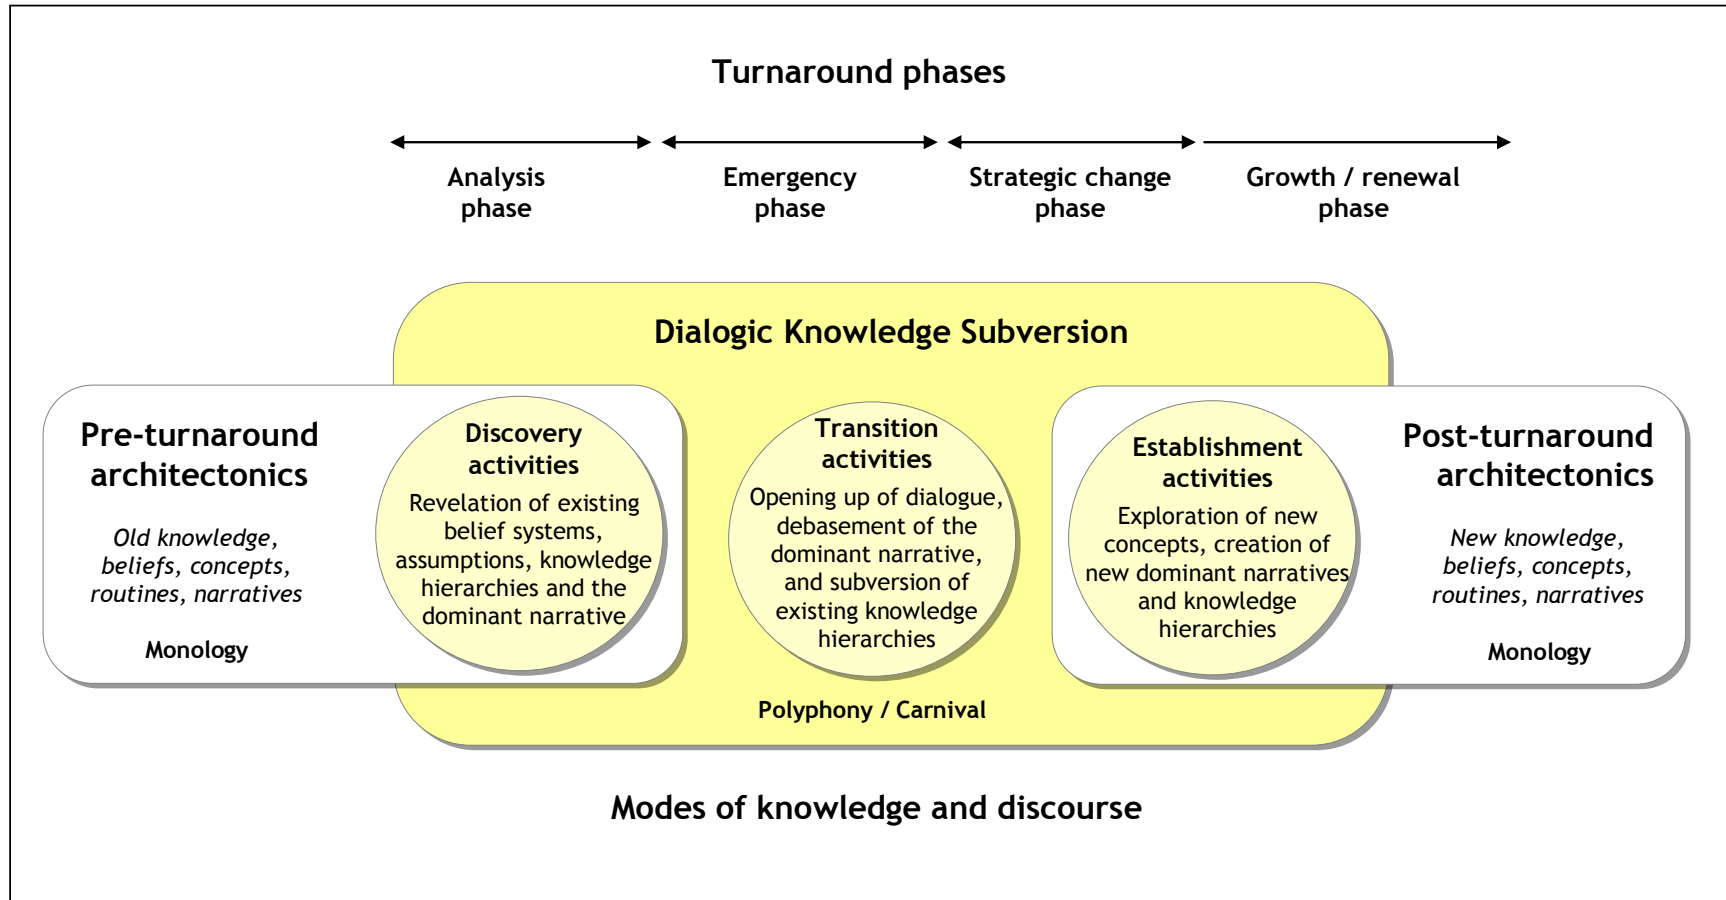 Turnaround phases
Analysis
phase
Emergency
phase
Strategic change
phase
Growth / renewal
phase
Dialogic Knowledge Subversion
Pre-turnaround
architectonics
Old knowledge,
beliefs, concepts,
routines, narratives
Monology
Discovery
activities
Revelation of existing
belief systems,
assumptions, knowledge
hierarchies and the
dominant narrative
Transition
activities
Opening up of dialogue,
debasement of the
dominant narrative,
and subversion of
existing knowledge
hierarchies
Establishment
activities
Exploration of new
concepts, creation of
new dominant narratives
and knowledge
hierarchies
Post-turnaround
architectonics
New knowledge,
beliefs, concepts,
routines, narratives
Monology
Polyphony / Carnival
Modes of knowledge and discourse